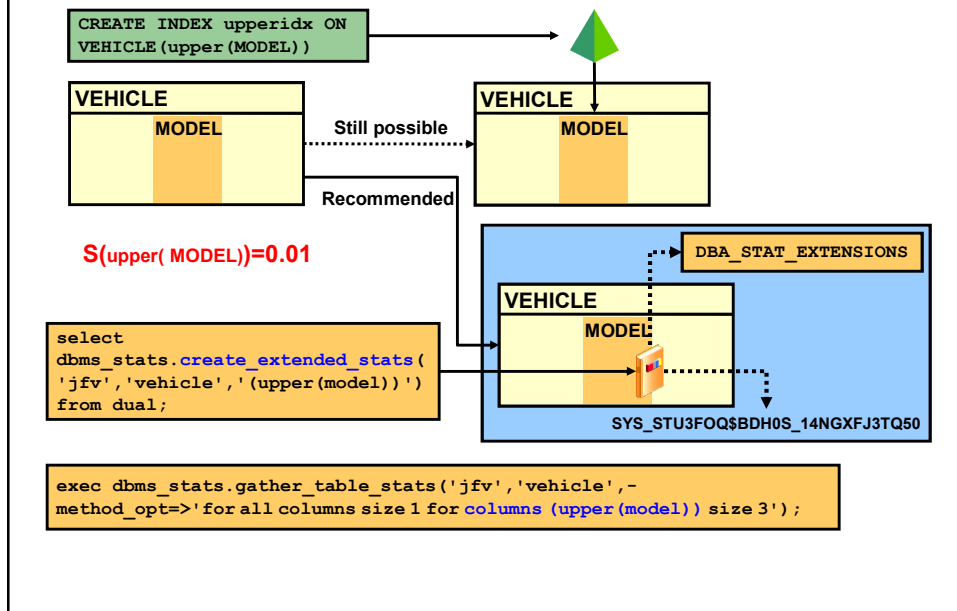 CREATE INDEX upperidx ON
VEHICLE(upper(MODEL))
VEHICLE
MODEL
Still possible
VEHICLE
MODEL
Recommended
S(upper( MODEL))=0.01
DBA_STAT_EXTENSIONS
VEHICLE
MODEL
select
dbms_stats.create_extended_stats(
'jfv','vehicle','(upper(model))')
from dual;
SYS_STU3FOQ$BDH0S_14NGXFJ3TQ50
exec dbms_stats.gather_table_stats('jfv','vehicle',-
method_opt=>'for all columns size 1 for columns (upper(model)) size 3');